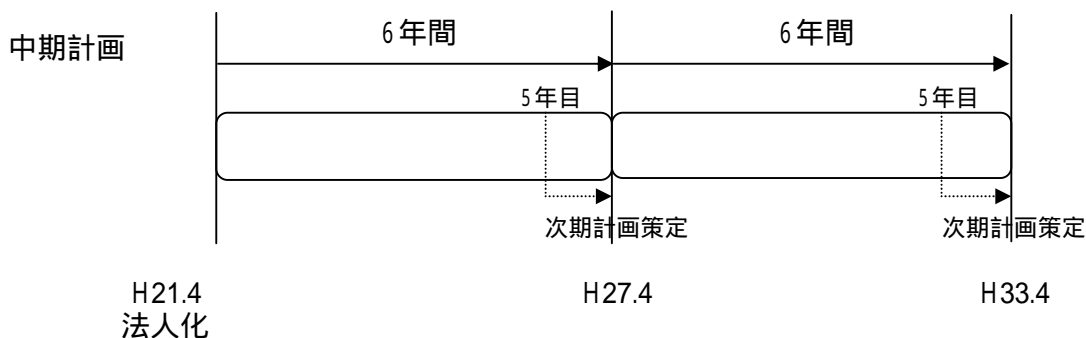 中期計画
6年間
6年間
5年目
5年目
次期計画策定
次期計画策定
H21.4
法人化
H27.4
H33.4